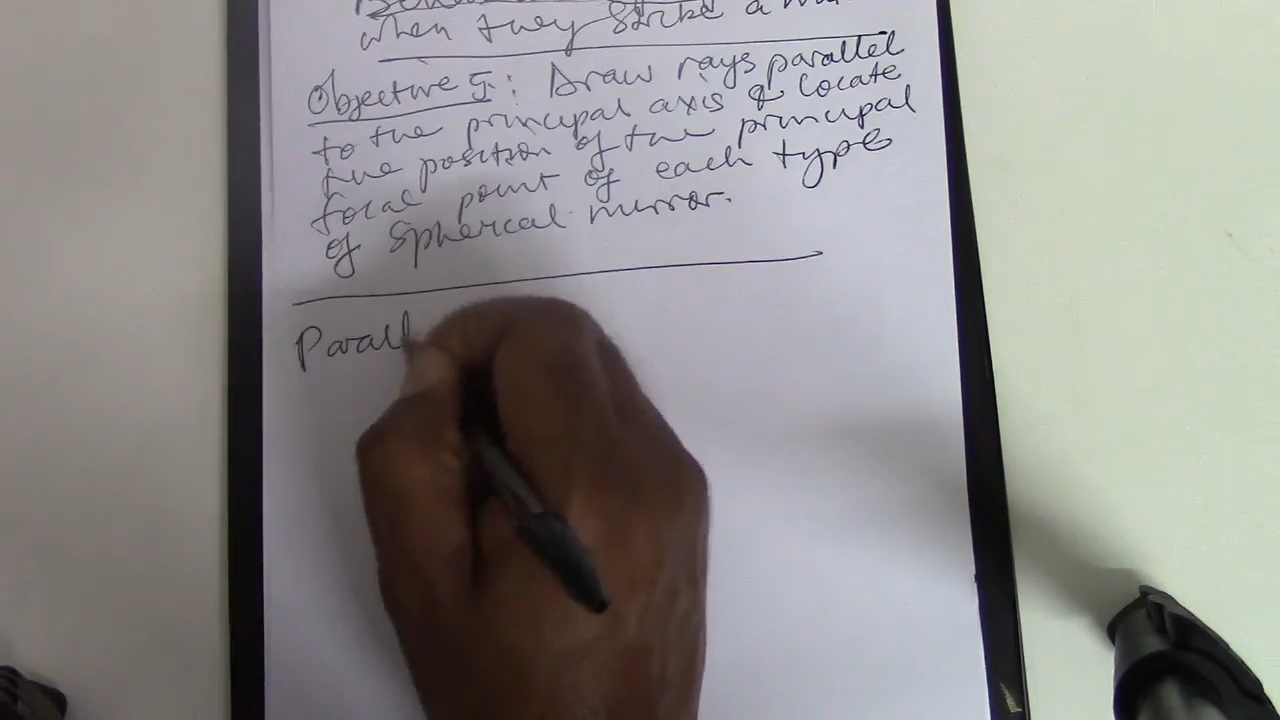 when they strike a
Objective 5: Draw rays parallel
to the principal axis & locate
the position of the principal
focal point of each types
of Spherical mirror.
Parall